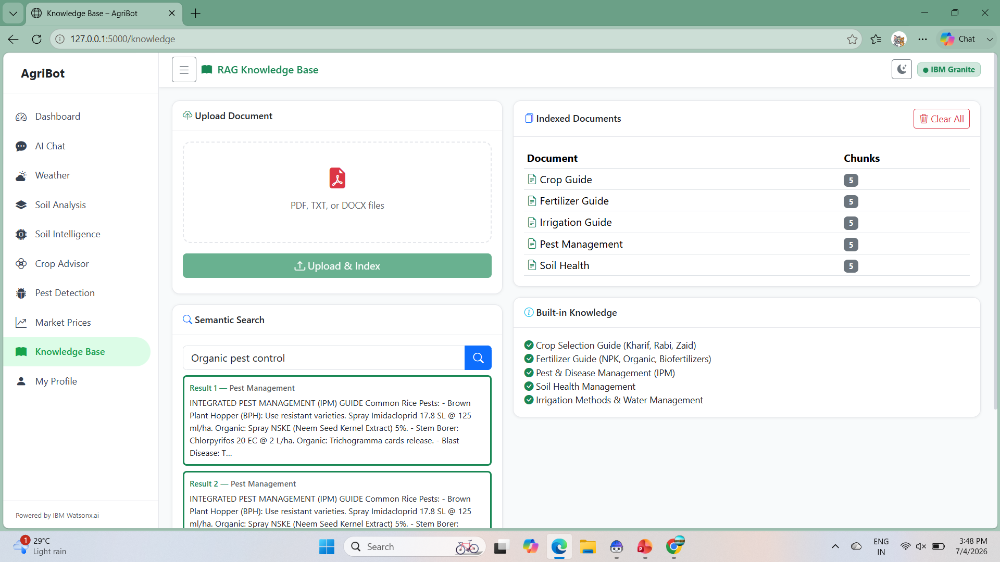 Knowledge Base – AgriBot
127.0.0.1:5000/knowledge
Chat
AgriBot
RAG Knowledge Base
IBM Granite
Dashboard
AI Chat
Weather
Soil Analysis
Soil Intelligence
Crop Advisor
Pest Detection
Market Prices
Knowledge Base
My Profile
Powered by IBM Watsonx.ai
Upload Document
PDF, TXT, or DOCX files
Upload & Index
Semantic Search
Organic pest control
Result 1 — Pest Management
INTEGRATED PEST MANAGEMENT (IPM) GUIDE Common Rice Pests: - Brown
Plant Hopper (BPH): Use resistant varieties. Spray Imidacloprid 17.8 SL @ 125
ml/ha. Organic: Spray NSKE (Neem Seed Kernel Extract) 5%. - Stem Borer:
Chlorpyrifos 20 EC @ 2 L/ha. Organic: Trichogramma cards release. - Blast
Disease: T...
Result 2 — Pest Management
INTEGRATED PEST MANAGEMENT (IPM) GUIDE Common Rice Pests: - Brown
Plant Hopper (BPH): Use resistant varieties. Spray Imidacloprid 17.8 SL @ 125
ml/ha. Organic: Spray NSKE (Neem Seed Kernel Extract) 5%. - Stem Borer:
Indexed Documents
Clear All
Document Chunks
Crop Guide 5
Fertilizer Guide 5
Irrigation Guide 5
Pest Management 5
Soil Health 5
Built-in Knowledge
Crop Selection Guide (Kharif, Rabi, Zaid)
Fertilizer Guide (NPK, Organic, Biofertilizers)
Pest & Disease Management (IPM)
Soil Health Management
Irrigation Methods & Water Management
1
29°C
Light rain
Search
P
ENG
IN
3:48 PM
7/4/2026